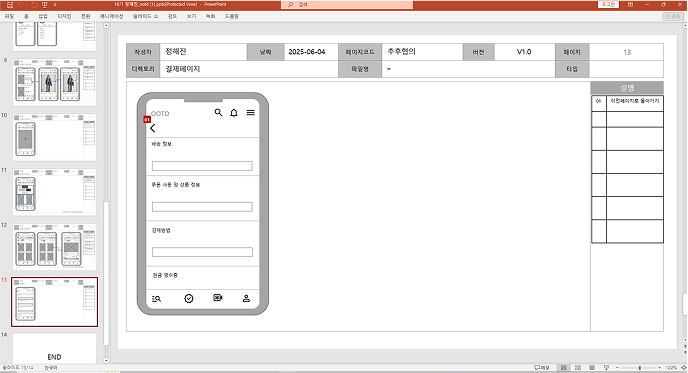 16기 정해진_ootd (1).pptx(Protected View) - PowerPoint
검색
로그인
파일 홈 삽입 디자인 전환 애니메이션 슬라이드 쇼 검토 보기 녹화 도움말
공유
작성자 정해진 날짜 2025-06-04 페이지코드 추후협의 버전 V1.0 페이지 13
디렉토리 결제페이지 파일명 - 타입
설명
01 이전페이지로 돌아가기
OOTD
01
배송 정보
쿠폰 사용 및 상품 정보
결제방법
현금 영수증
9
10
11
12
13
14
END
슬라이드 13/14 한국어
메모
122%